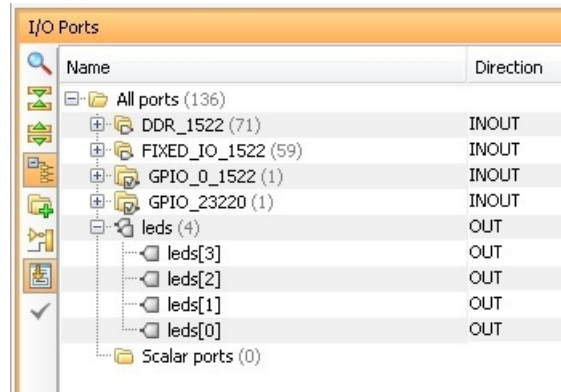 I/O Ports
Name Direction
All ports (136)
DDR_1522 (71) INOUT
FIXED_IO_1522 (59) INOUT
GPIO_0_1522 (1) INOUT
GPIO_23220 (1) INOUT
leds (4) OUT
leds[3] OUT
leds[2] OUT
leds[1] OUT
leds[0] OUT
Scalar ports (0)